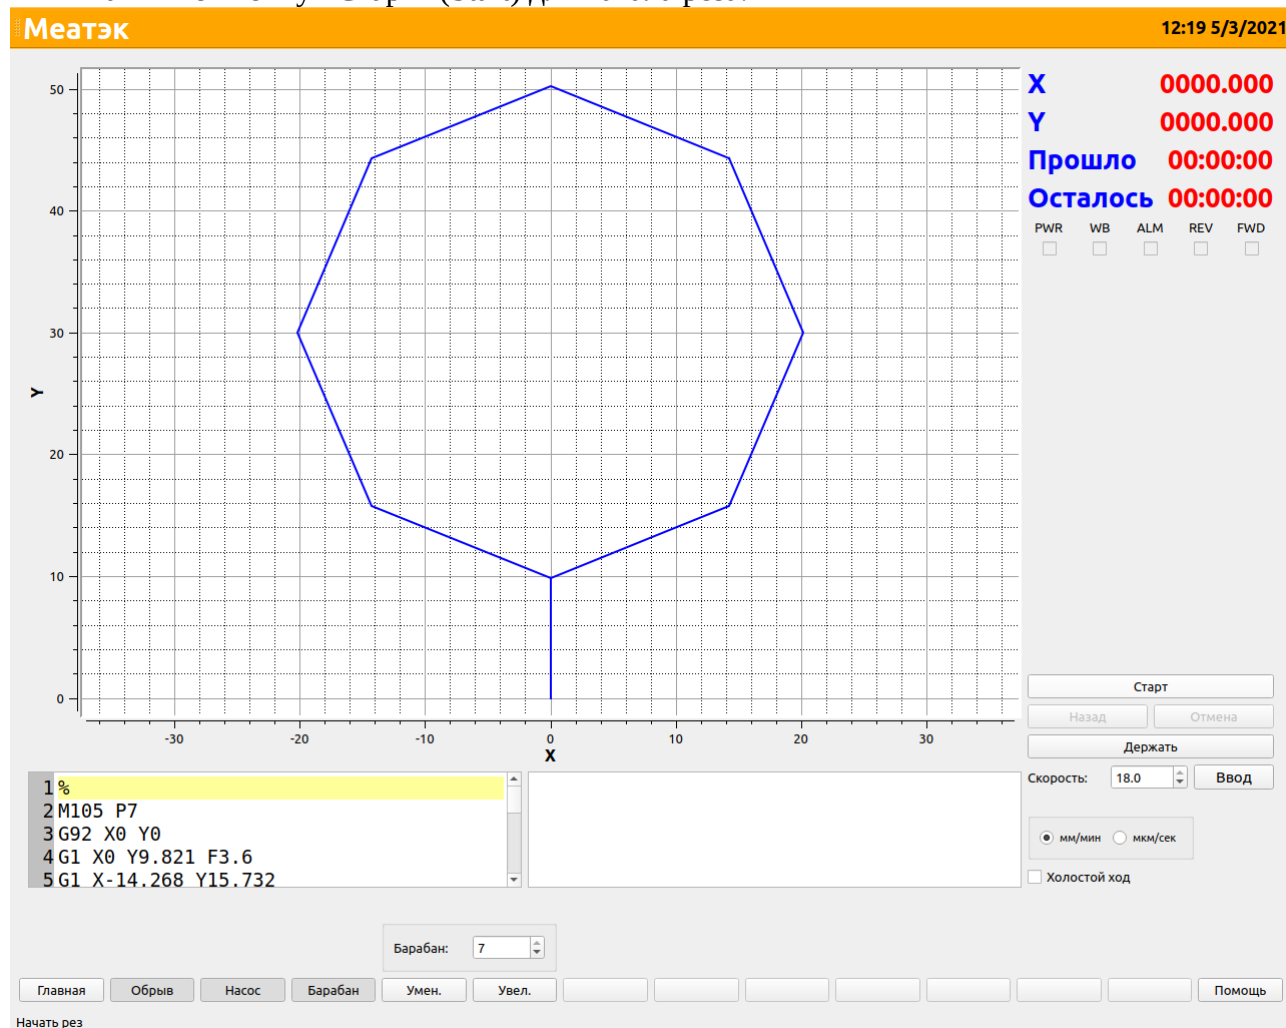 Меатэк 12:19 5/3/2021
X 0000.000
Y 0000.000
Прошло 00:00:00
Осталось 00:00:00
PWR WB ALM REV FWD
50
40
30
20
10
0
Y
-30 -20 -10 0 10 20 30
X
Старт
Назад Отмена
Держать
Скорость: 18.0 Ввод
мм/мин мкм/сек
Холостой ход
1 %
2 M105 P7
3 G92 X0 Y0
4 G1 X0 Y9.821 F3.6
5 G1 X-14.268 Y15.732
Барабан: 7
Главная Обрыв Насос Барабан Умен. Увел. Помощь
Начать рез